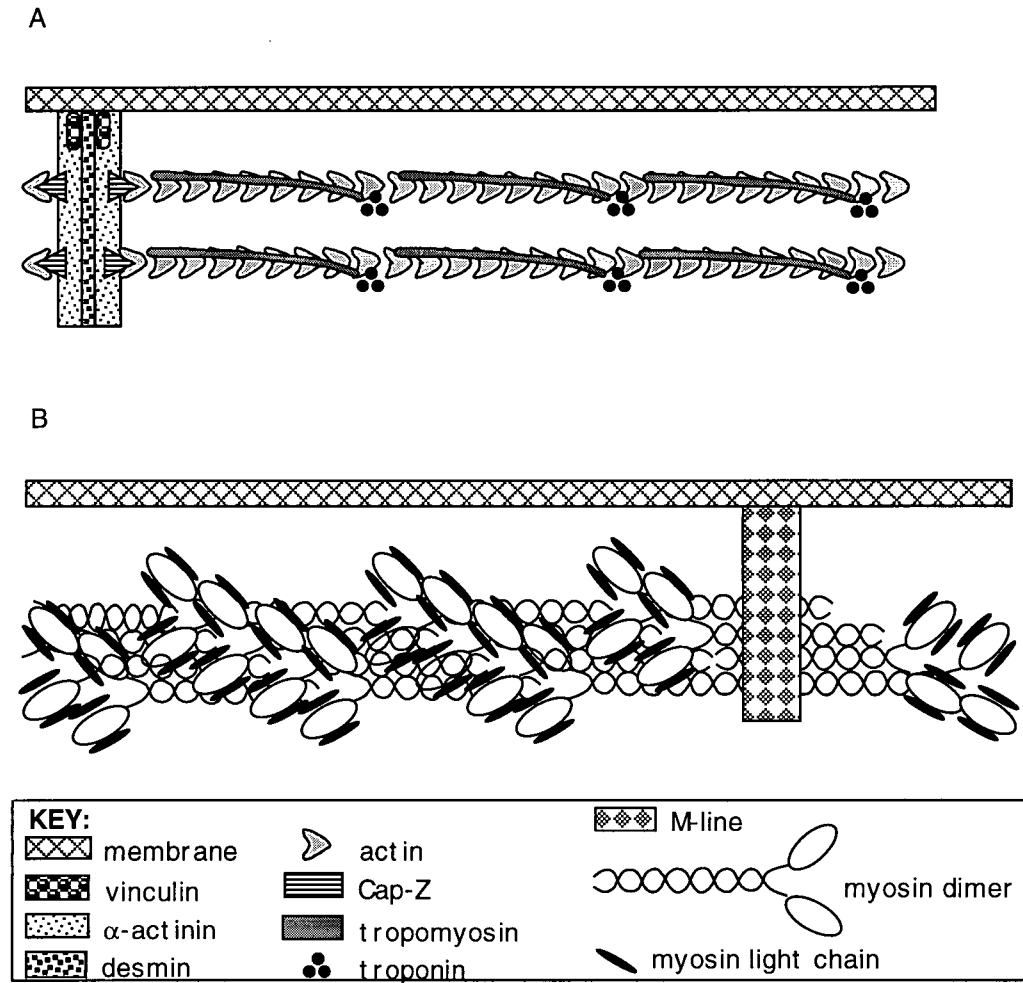 A
B
KEY:
membrane
vinculin
α-actinin
desmin
actin
Cap-Z
tropomyosin
troponin
M-line
myosin dimer
myosin light chain